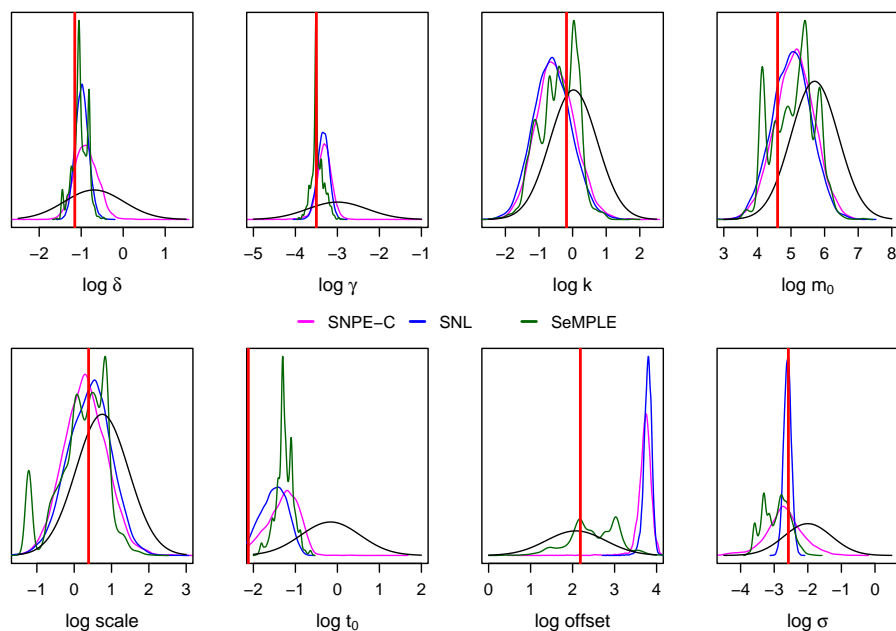 −2 −1 0 1
log δ
−5 −4 −3 −2 −1
log γ
−2 −1 0 1 2
log k
3 4 5 6 7 8
log m₀
SNPE−C SNL SeMPLE
−1 0 1 2 3
log scale
−2 −1 0 1 2
log t₀
0 1 2 3 4
log offset
−4 −3 −2 −1 0
log σ